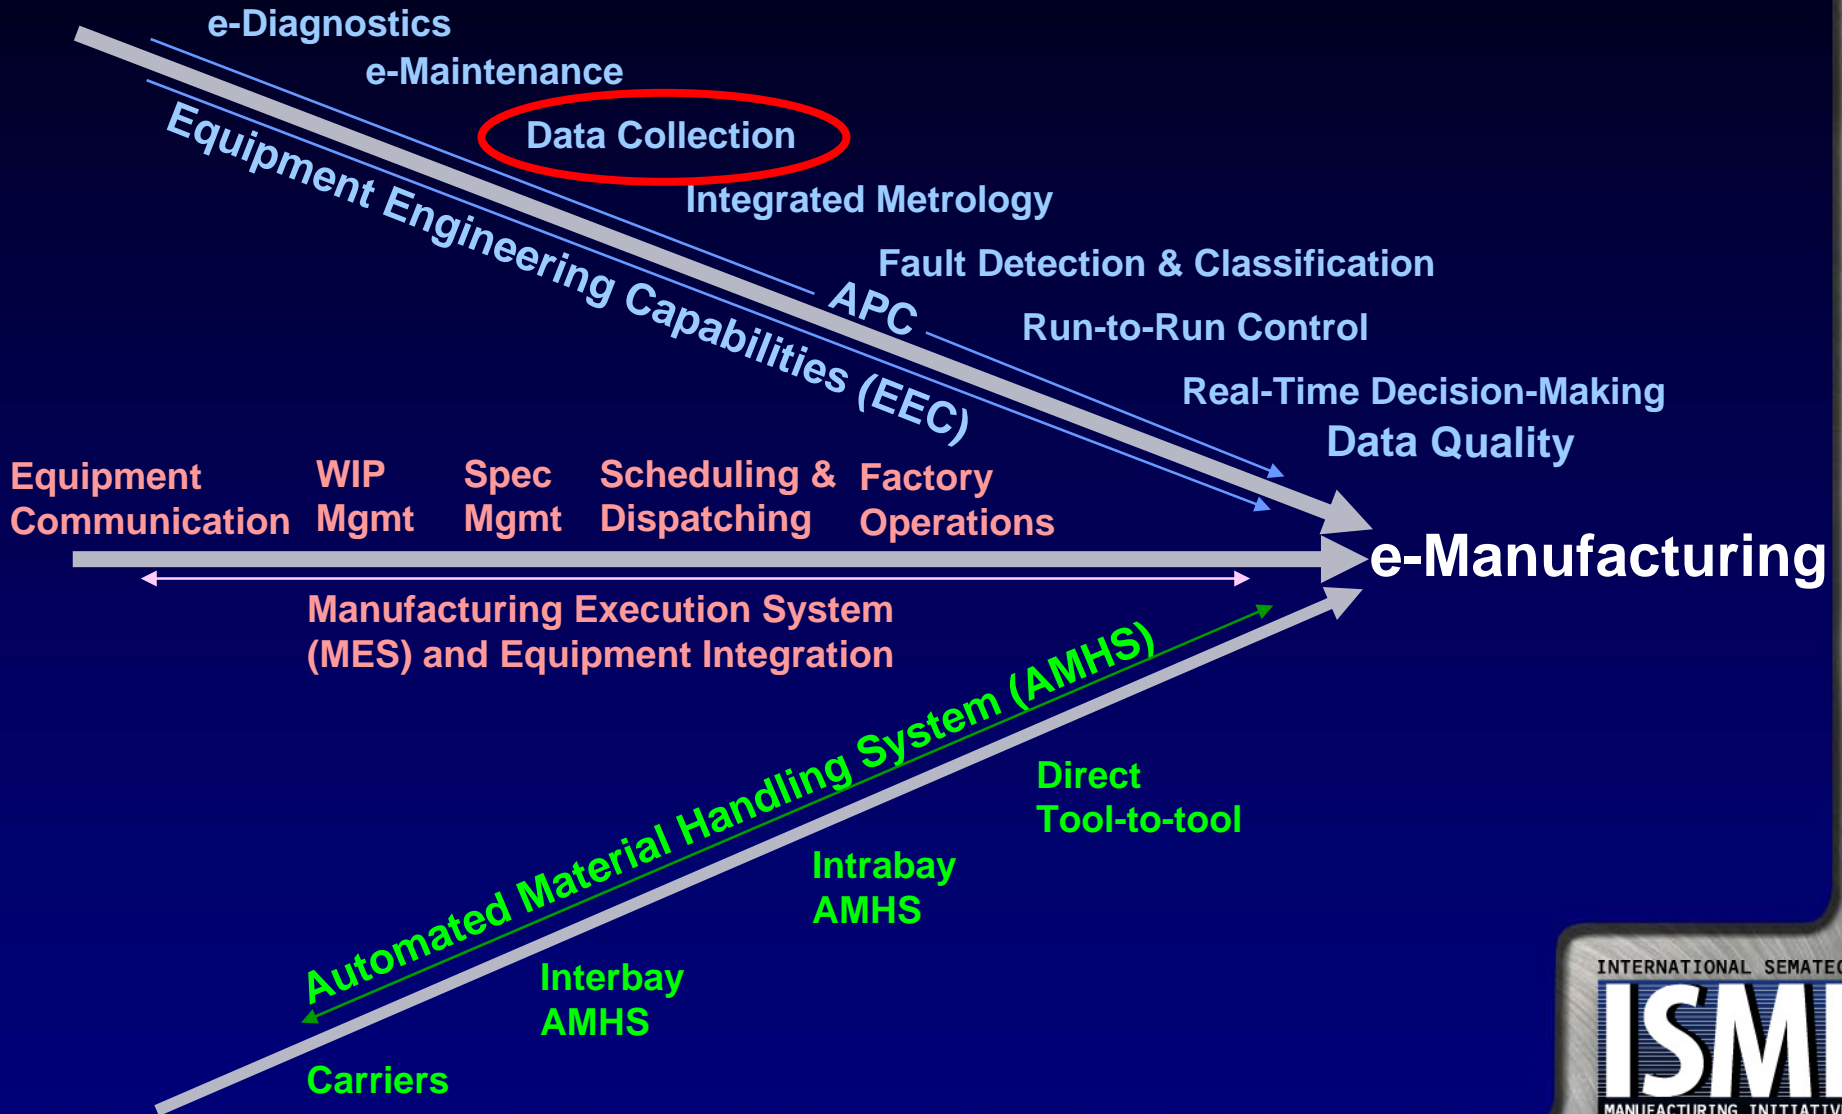 e-Diagnostics
e-Maintenance
Data Collection
Integrated Metrology
Fault Detection & Classification
Run-to-Run Control
Real-Time Decision-Making
Data Quality
APC
Equipment Engineering Capabilities (EEC)
Equipment
Communication
WIP
Mgmt
Spec
Mgmt
Scheduling &
Dispatching
Factory
Operations
e-Manufacturing
Manufacturing Execution System
(MES) and Equipment Integration
Automated Material Handling System (AMHS)
Direct
Tool-to-tool
Intrabay
AMHS
Interbay
AMHS
Carriers
INTERNATIONAL SEMATEC
ISMI
MANUFACTURING INITIATIV